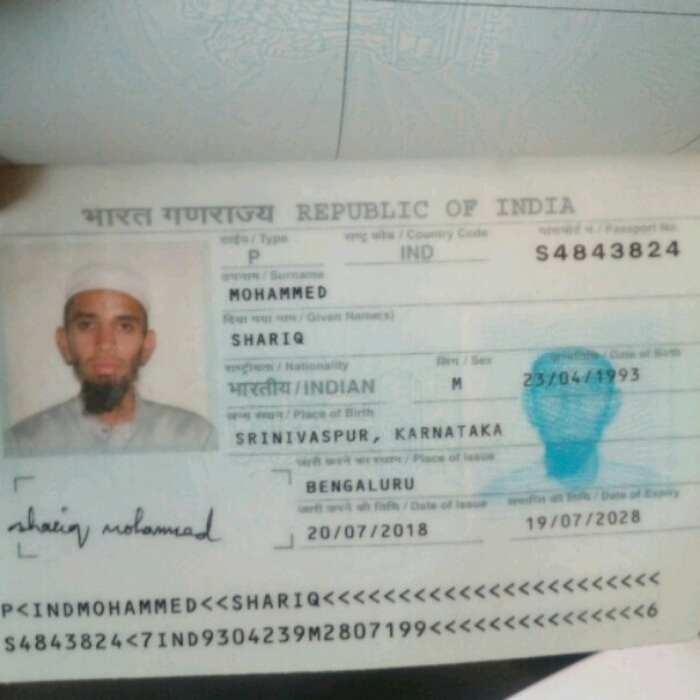 भारत गणराज्य REPUBLIC OF INDIA
टाईप / Type राष्ट्र कोड / Country Code पासपोर्ट न. / Passport No.
P IND S4843824
उपनाम / Surname
MOHAMMED
दिया गया नाम / Given Name(s)
SHARIQ
राष्ट्रीयता / Nationality लिंग / Sex जन्मतिथि / Date of Birth
भारतीय / INDIAN M 23/04/1993
जन्म स्थान / Place of Birth
SRINIVASPUR, KARNATAKA
जारी करने का स्थान / Place of Issue
BENGALURU
जारी करने की तिथि / Date of Issue समाप्ति की तिथि / Date of Expiry
20/07/2018 19/07/2028
shariq mohammed
P<INDMOHAMMED<<SHARIQ<<<<<<<<<<<<<<<<<<<<<<<
S4843824<7IND9304239M2807199<<<<<<<<<<<<<<<6